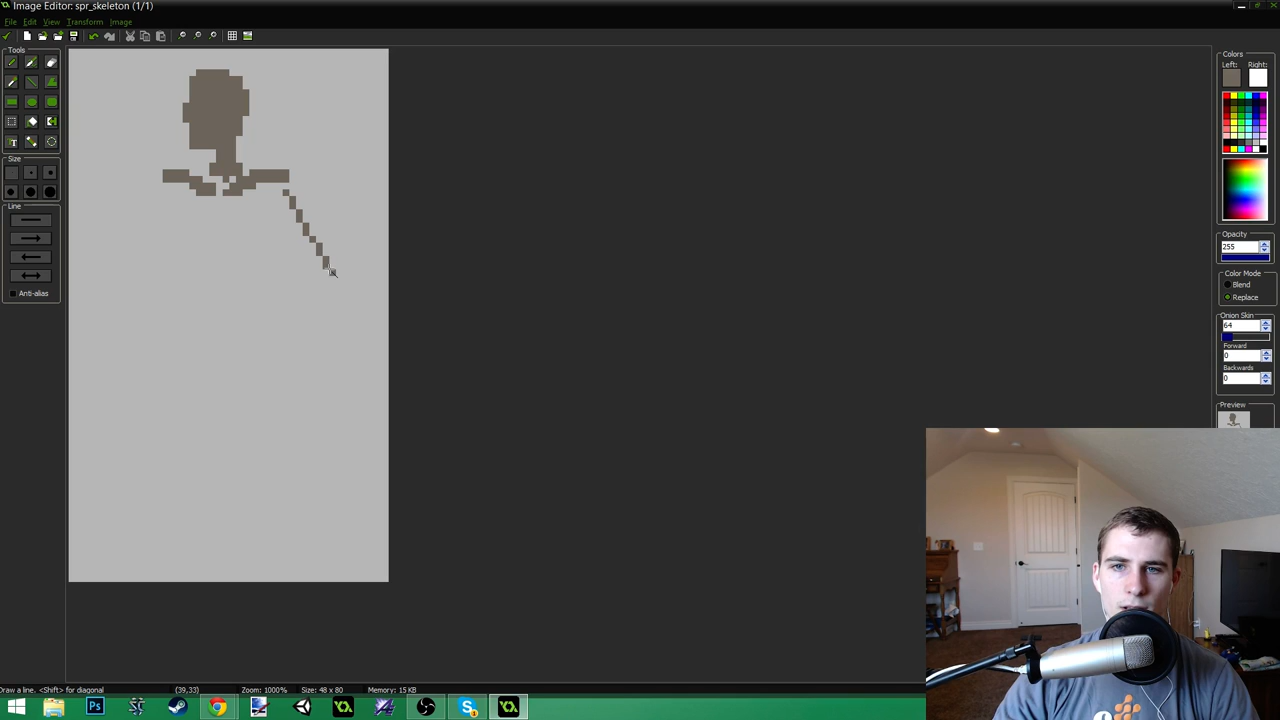 Image Editor: spr_skeleton (1/1)
File Edit View Transform Image
Tools
Size
Line
Anti-alias
Colors
Left: Right:
Opacity
255
Color Mode
Blend
Replace
Onion Skin
64
Forward
0
Backwards
0
Preview
Draw a line. <Shift> for diagonal (39,33) Zoom: 1000% Size: 48 x 80 Memory: 15 KB